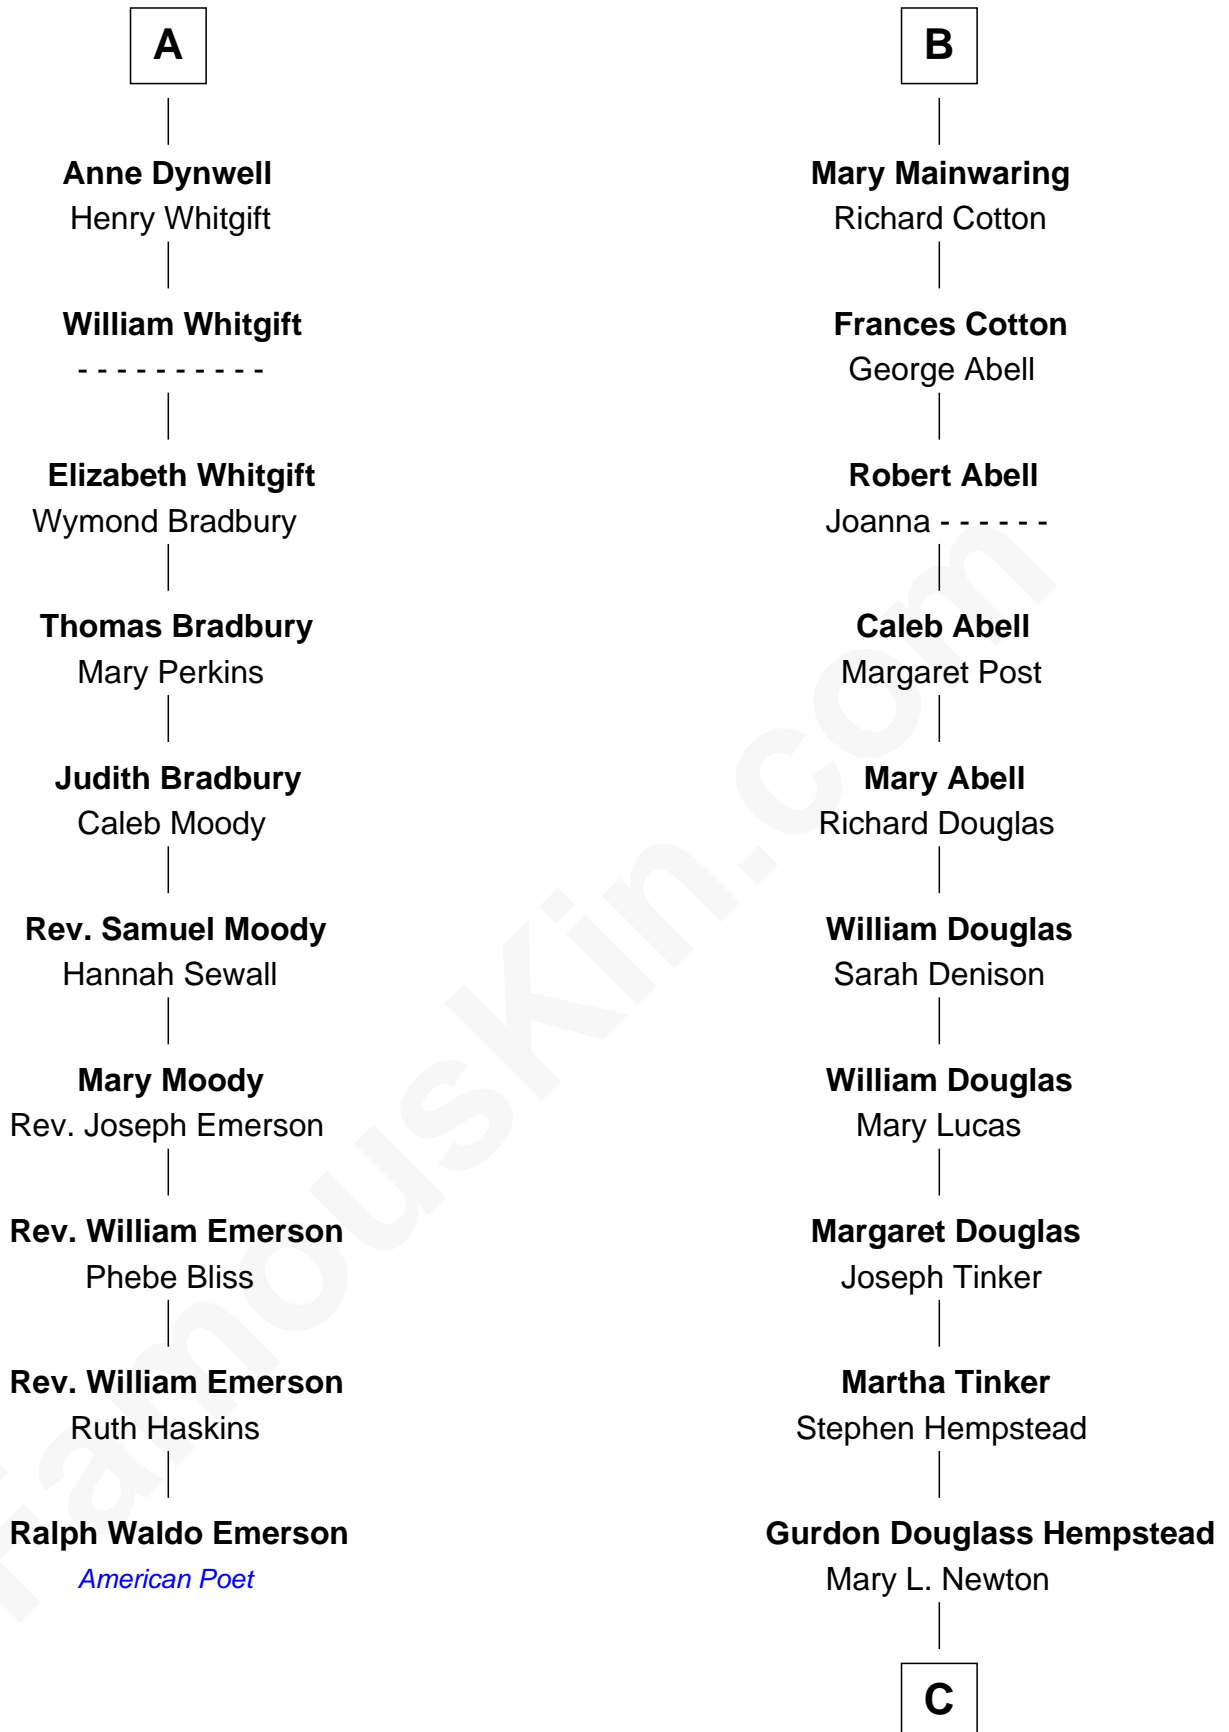 A
Anne Dynwell
Henry Whitgift
William Whitgift
- - - - - - - - - -
Elizabeth Whitgift
Wymond Bradbury
Thomas Bradbury
Mary Perkins
Judith Bradbury
Caleb Moody
Rev. Samuel Moody
Hannah Sewall
Mary Moody
Rev. Joseph Emerson
Rev. William Emerson
Phebe Bliss
Rev. William Emerson
Ruth Haskins
Ralph Waldo Emerson
American Poet
B
Mary Mainwaring
Richard Cotton
Frances Cotton
George Abell
Robert Abell
Joanna - - - - - -
Caleb Abell
Margaret Post
Mary Abell
Richard Douglas
William Douglas
Sarah Denison
William Douglas
Mary Lucas
Margaret Douglas
Joseph Tinker
Martha Tinker
Stephen Hempstead
Gurdon Douglass Hempstead
Mary L. Newton
C
FamousKin.com